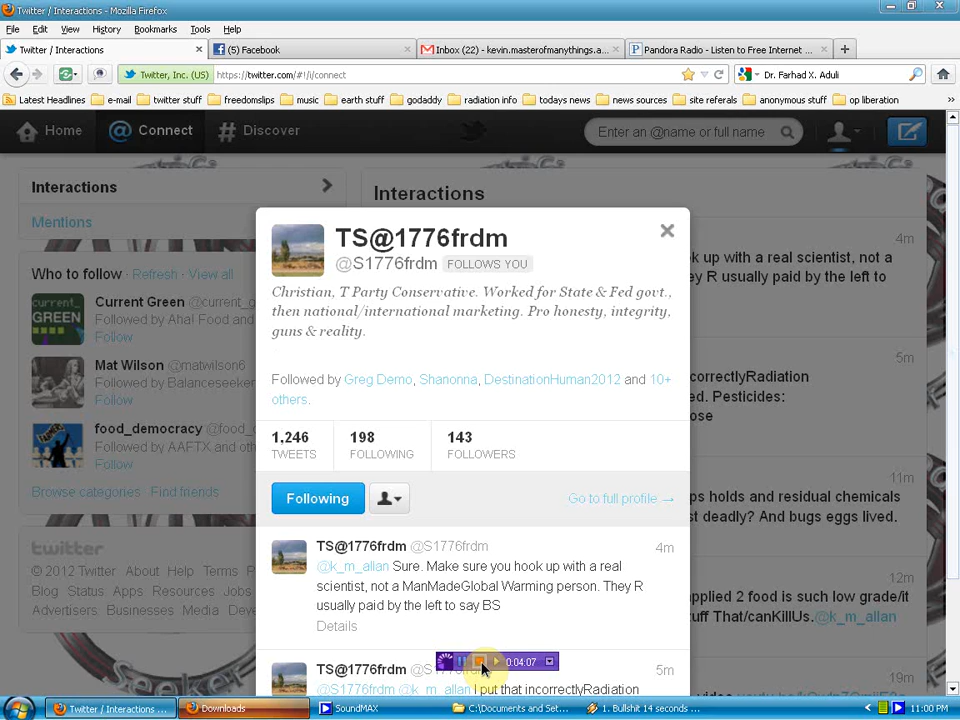 Twitter / Interactions - Mozilla Firefox
File Edit View History Bookmarks Tools Help
Twitter / Interactions
(5) Facebook
Inbox (22) - kevin.masterofmanythings.a...
Pandora Radio - Listen to Free Internet ...
Twitter, Inc. (US)
https://twitter.com/#!/i/connect
Dr. Farhad X. Aduli
Latest Headlines e-mail twitter stuff freedomslips music earth stuff godaddy radiation info todays news news sources site referals anonymous stuff op liberation
Home Connect Discover
Enter an @name or full name
Interactions
Mentions
Who to follow · Refresh · View all
Current Green @current_g
Followed by Aha! Food and
Follow
Mat Wilson @matwilson6
Followed by Balanceseeker
Follow
food_democracy @food_d
Followed by AAFTX and oth
Follow
Browse categories · Find friends
twitter
© 2012 Twitter About Help Terms P
Blog Status Apps Resources Jobs
Advertisers Businesses Media Deve
Seeker
Interactions
4m
k up with a real scientist, not a
ey R usually paid by the left to
5m
correctlyRadiation
ed. Pesticides:
ose
11m
ps holds and residual chemicals
st deadly? And bugs eggs lived.
12m
applied 2 food is such low grade/it
tuff That/canKillUs.@k_m_allan
19m
TS@1776frdm
@S1776frdm FOLLOWS YOU
Christian, T Party Conservative. Worked for State & Fed govt.,
then national/international marketing. Pro honesty, integrity,
guns & reality.
Followed by Greg Demo, Shanonna, DestinationHuman2012 and 10+
others.
1,246 198 143
TWEETS FOLLOWING FOLLOWERS
Following
Go to full profile →
TS@1776frdm @S1776frdm 4m
@k_m_allan Sure. Make sure you hook up with a real
scientist, not a ManMadeGlobal Warming person. They R
usually paid by the left to say BS
Details
0:04:07
TS@1776frdm 5m
@S1776frdm @k_m_allan I put that incorrectlyRadiation
Twitter / Interactions ...
Downloads
SoundMAX
C:\Documents and Set...
1. Bullshit 14 seconds ...
11:00 PM